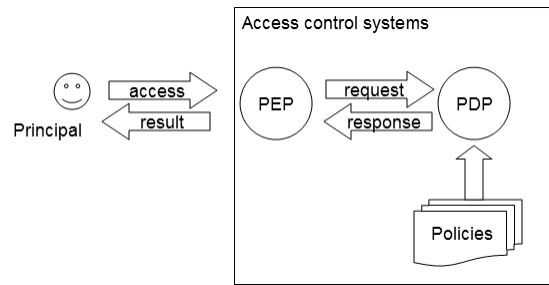 Access control systems
access
request
PEP
PDP
Principal
result
response
Policies